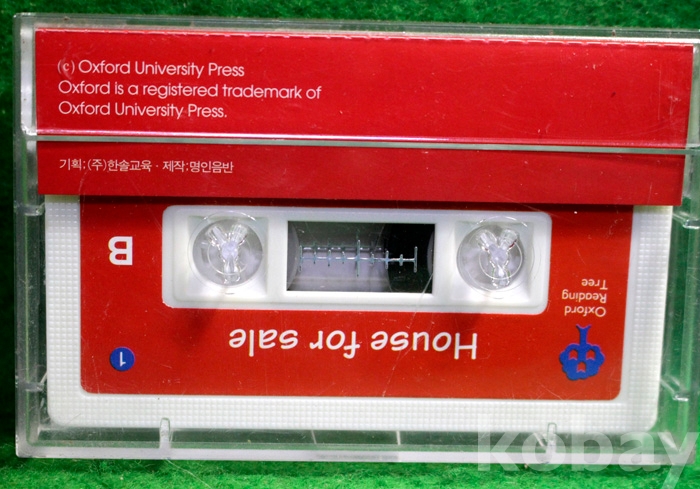 (c) Oxford University Press
Oxford is a registered trademark of
Oxford University Press.
기획:(주)한솔교육 · 제작:명인음반
B
Oxford
Reading
Tree
House for sale
1
kobay